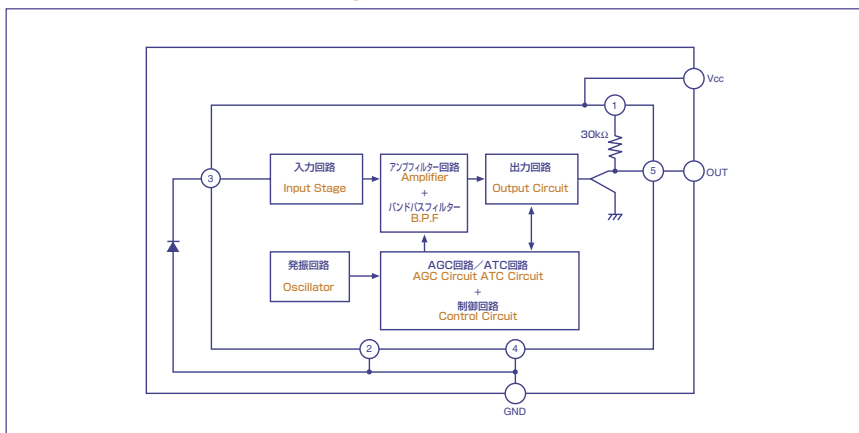 Vcc
1
30kΩ
3
入力回路
Input Stage
アンプフィルター回路
Amplifier
+
バンドパスフィルター
B.P.F
出力回路
Output Circuit
5
OUT
発振回路
Oscillator
AGC回路／ATC回路
AGC Circuit ATC Circuit
+
制御回路
Control Circuit
2
4
GND